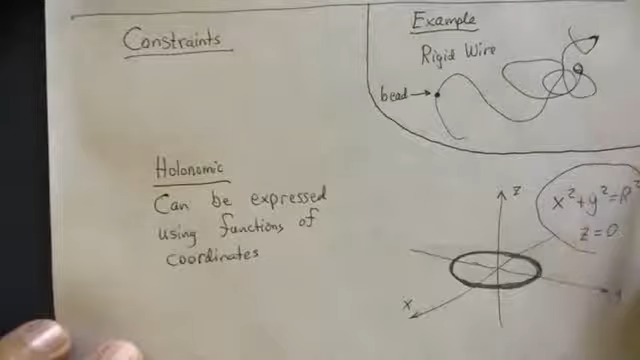 Constraints
Example
Rigid Wire
bead
Holonomic
Can be expressed
using functions of
coordinates
z
x²+y²=R²
z=0
x
y